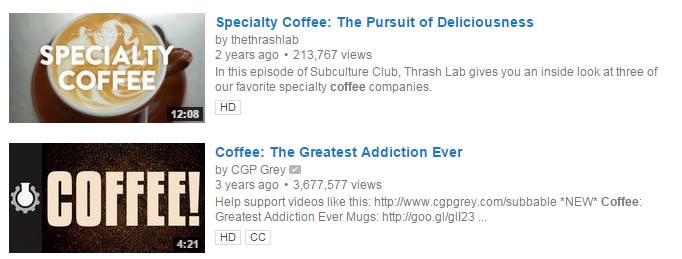 SPECIALTY
COFFEE
12:08
Specialty Coffee: The Pursuit of Deliciousness
by thethrashlab
2 years ago • 213,767 views
In this episode of Subculture Club, Thrash Lab gives you an inside look at three of
our favorite specialty coffee companies.
HD
COFFEE!
4:21
Coffee: The Greatest Addiction Ever
by CGP Grey
3 years ago • 3,677,577 views
Help support videos like this: http://www.cgpgrey.com/subbable *NEW* Coffee:
Greatest Addiction Ever Mugs: http://goo.gl/gII23 ...
HD CC